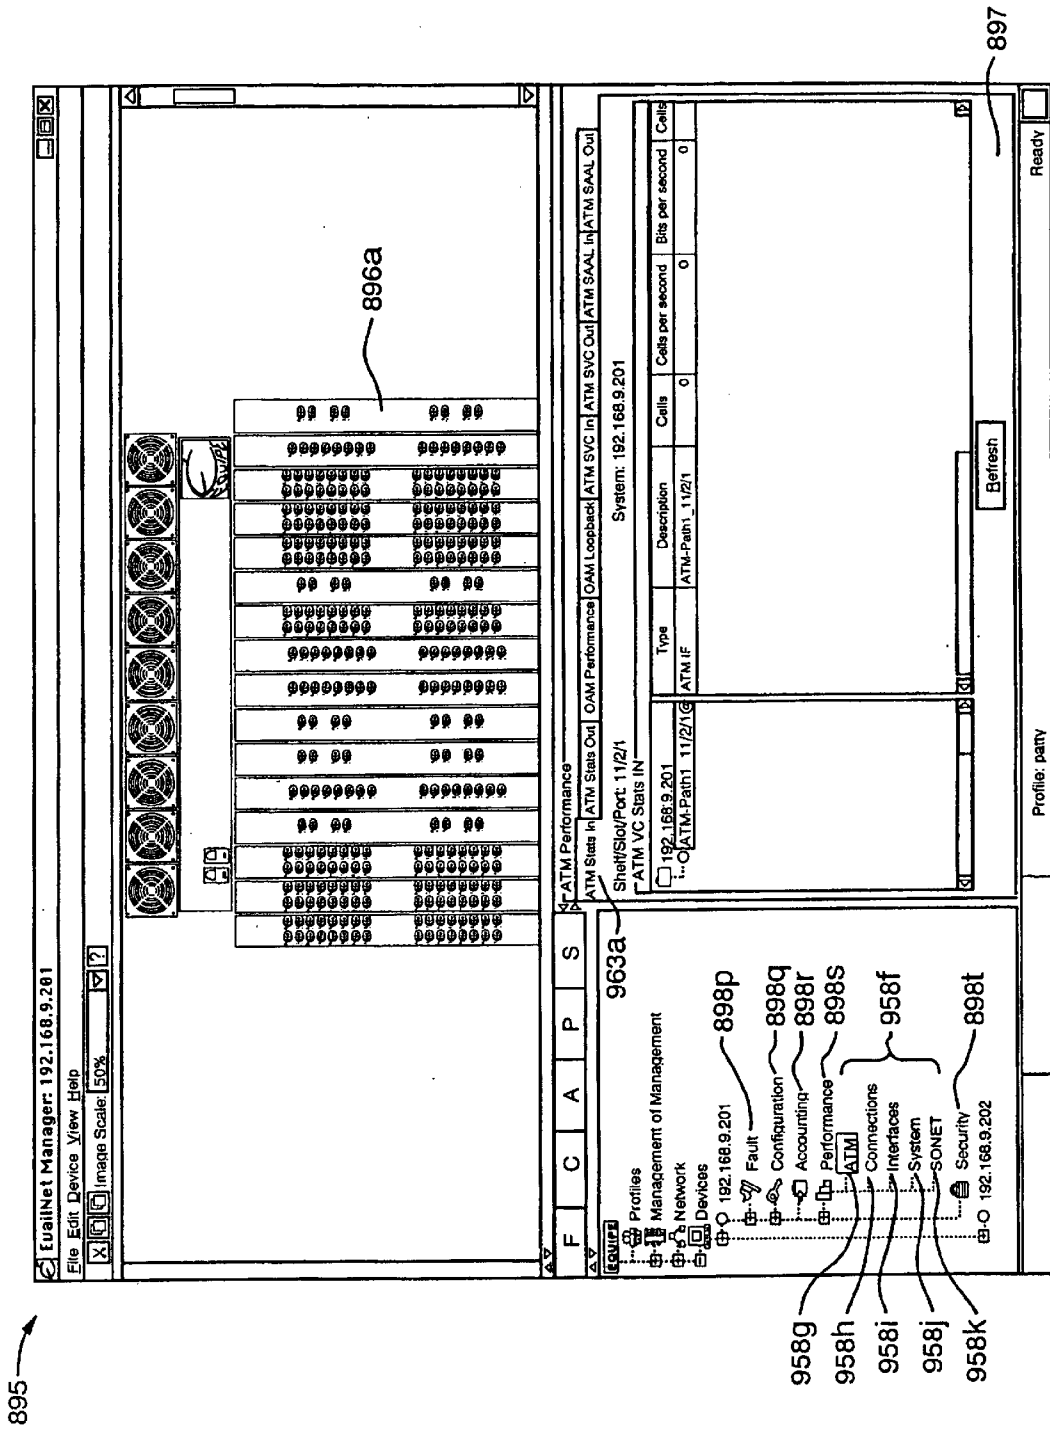 895
EuailNet Manager: 192.168.9.201
File Edit Device View Help
Image Scale: 50%
?
896a
F C A P S
EQUIPE
Profiles
Management of Management
Network
Devices
192.168.9.201
Fault
Configuration
Accounting
Performance
ATM
Connections
Interfaces
System
SONET
Security
192.168.9.202
898p
898q
898r
898s
958f
898t
958g
958h
958i
958j
958k
963a
ATM Performance
ATM Stats In ATM Stats Out OAM Performance OAM Loopback ATM SVC In ATM SVC Out ATM SAAL In ATM SAAL Out
Shelf/Slot/Port: 11/2/1 System: 192.168.9.201
ATM VC Stats IN
192.168.9.201
ATM-Path1 11/2/1@
Type Description Cells Cells per second Bits per second Cells
ATM IF ATM-Path1_11/2/1 0 0 0
Refresh
897
Profile: patty
Ready